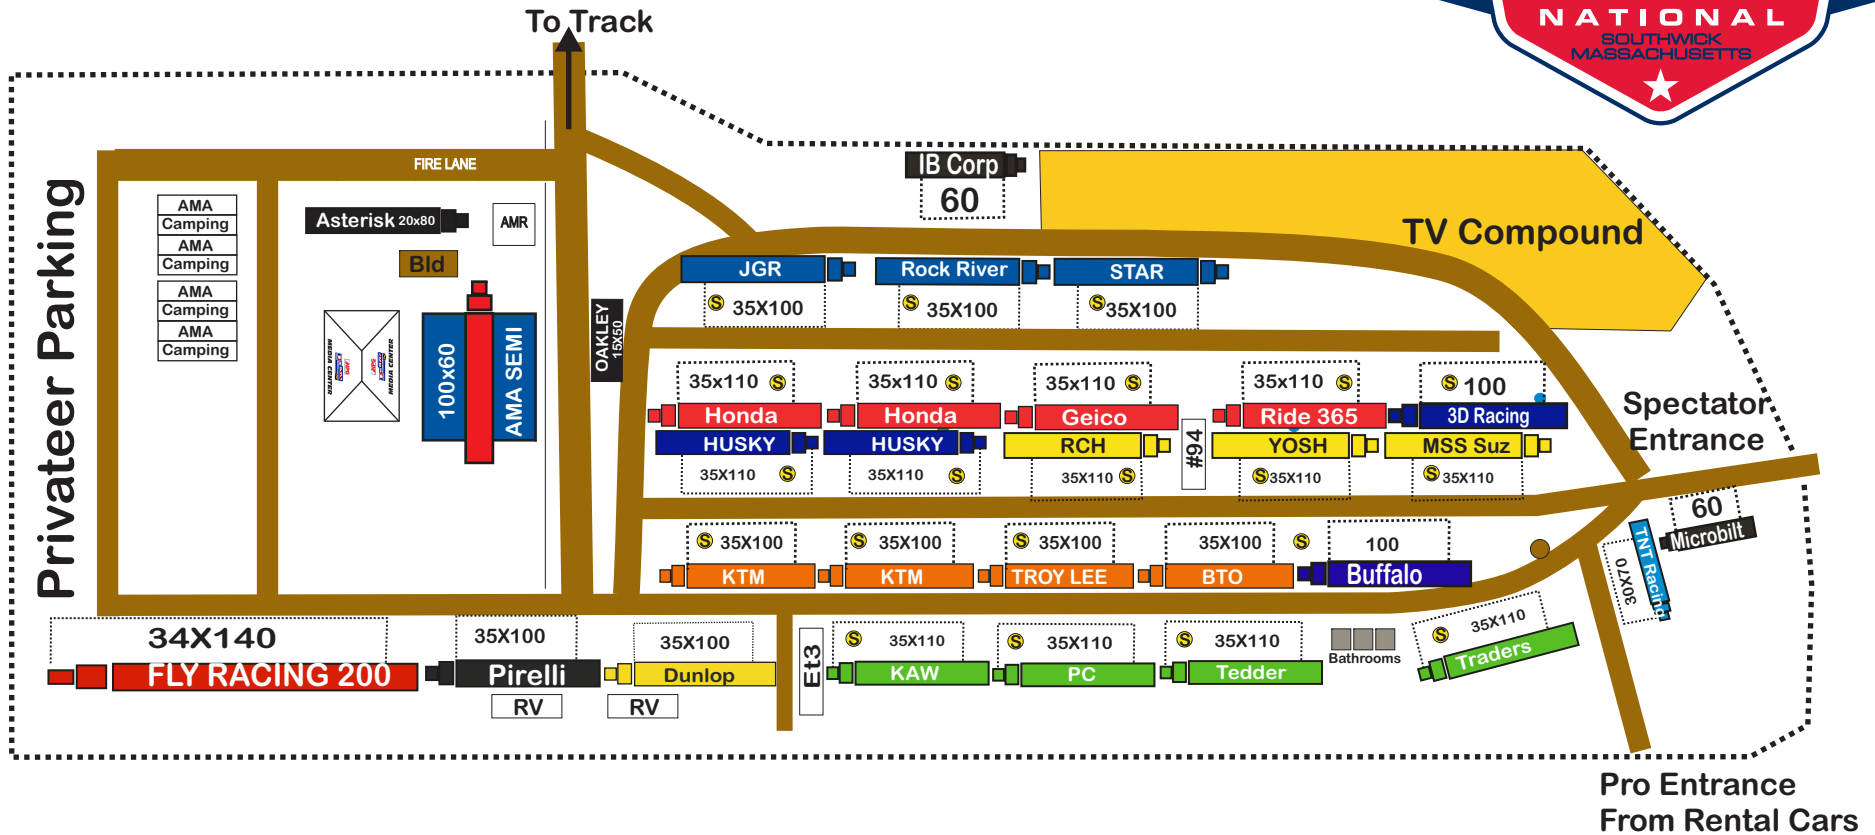 To Track
NATIONAL
SOUTHWICK
MASSACHUSETTS
Privateer Parking
FIRE LANE
AMA
Camping
AMA
Camping
AMA
Camping
AMA
Camping
Asterisk 20x80
AMR
Bld
MEDIA CENTER
MEDIA CENTER
100x60
AMA SEMI
OAKLEY
15X50
IB Corp
60
TV Compound
JGR
Rock River
STAR
S 35X100
S 35X100
S 35X100
35x110 S
35x110 S
35x110 S
35x110 S
S 100
Honda
Honda
Geico
Ride 365
3D Racing
HUSKY
HUSKY
RCH
#94
YOSH
MSS Suz
35X110 S
35X110 S
35X110 S
S 35X110
S 35X110
Spectator
Entrance
60
Microbilt
TNT Racing
30X70
S 35X100
S 35X100
S 35X100
35X100 S
100
KTM
KTM
TROY LEE
BTO
Buffalo
34X140
35X100
35X100
Et3
S 35X110
S 35X110
S 35X110
Bathrooms
S 35X110
FLY RACING 200
Pirelli
Dunlop
KAW
PC
Tedder
Traders
RV
RV
Pro Entrance
From Rental Cars